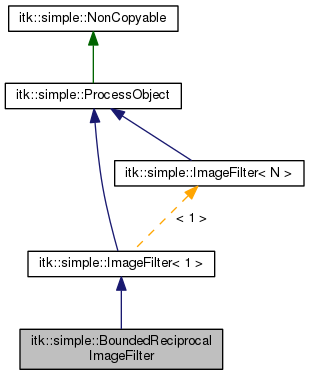 itk::simple::NonCopyable
itk::simple::ProcessObject
itk::simple::ImageFilter< N >
< 1 >
itk::simple::ImageFilter< 1 >
itk::simple::BoundedReciprocal
ImageFilter